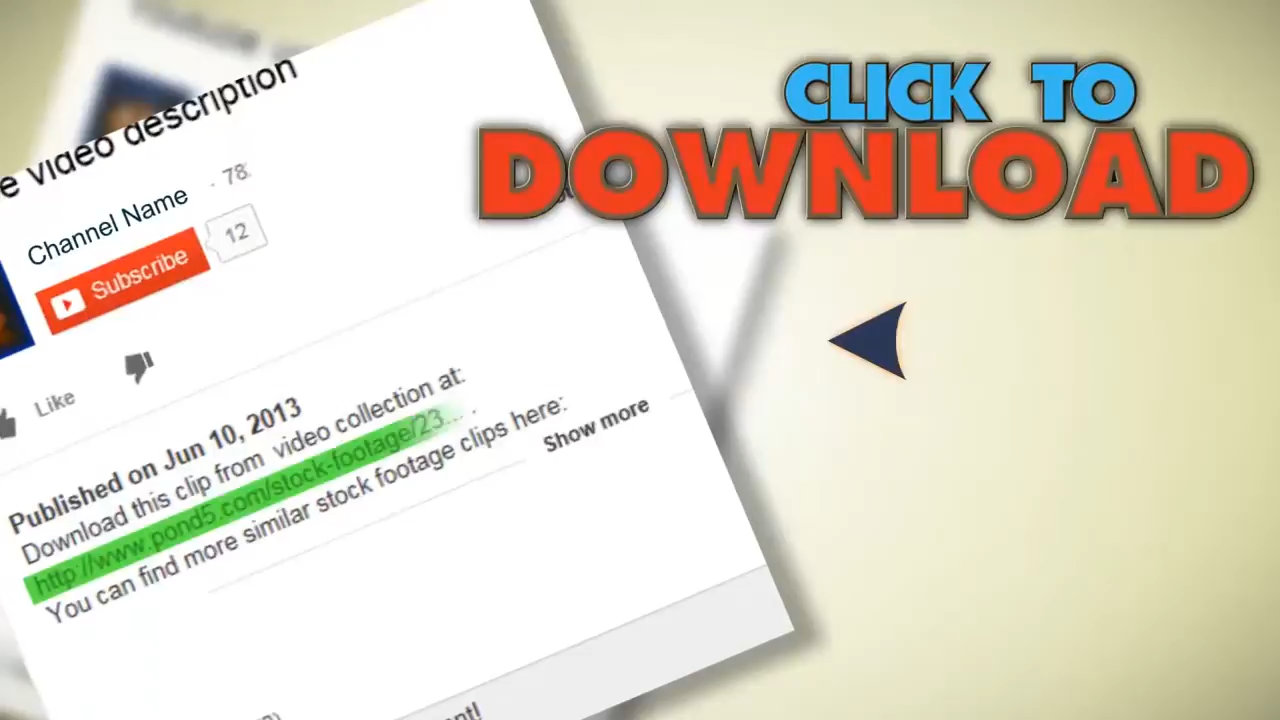 CLICK TO
DOWNLOAD
e video description
Channel Name
78
Subscribe
12
Like
Published on Jun 10, 2013
Download this clip from video collection at:
http://www.pond5.com/stock-footage/23...
You can find more similar stock footage clips here:
Show more